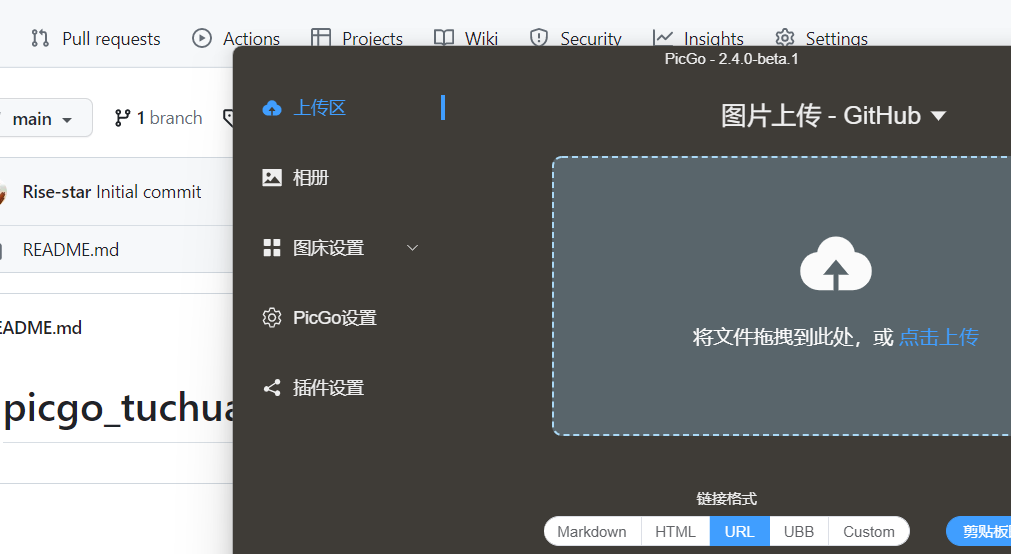 Pull requests Actions Projects Wiki Security Insights Settings
PicGo - 2.4.0-beta.1
main 1 branch
上传区
图片上传 - GitHub
相册
Rise-star Initial commit
README.md
图床设置
将文件拖拽到此处，或 点击上传
PicGo设置
EADME.md
插件设置
picgo_tuchua
链接格式
Markdown HTML URL UBB Custom
剪贴板